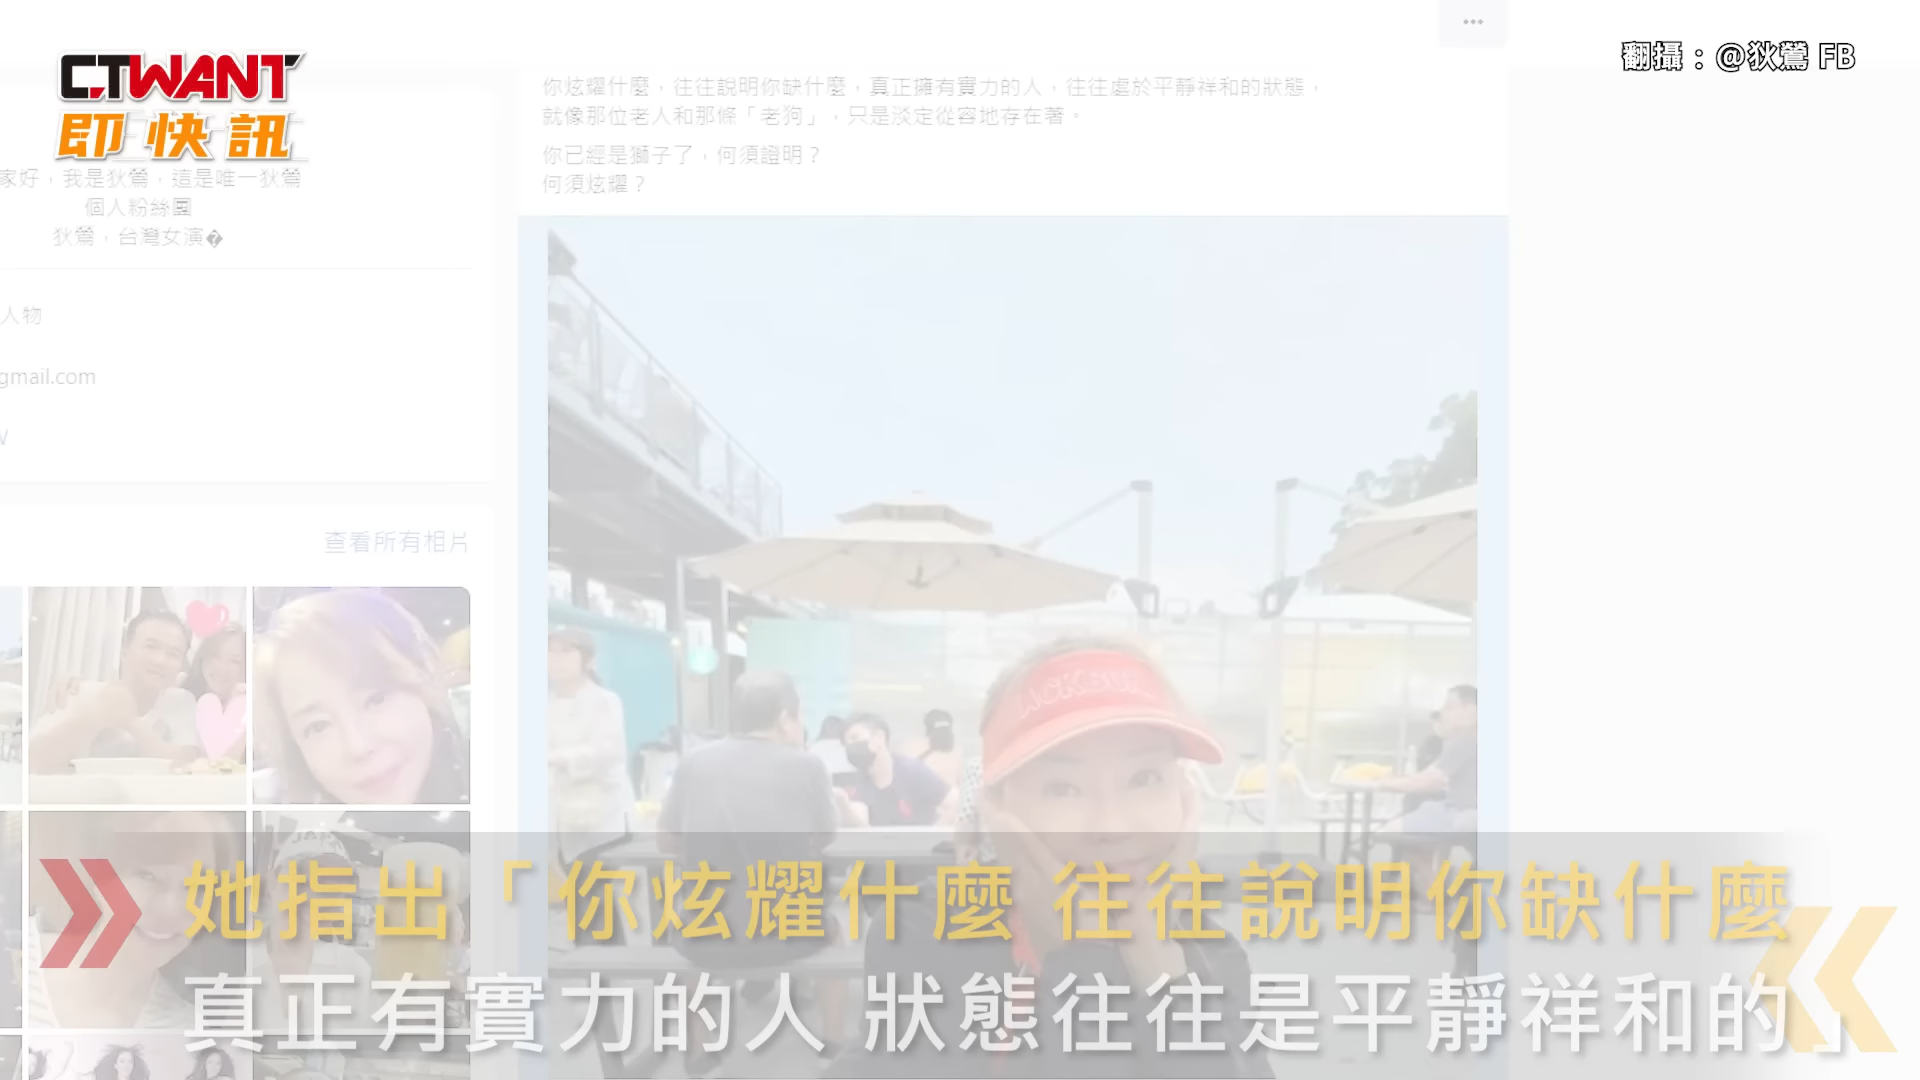 CTWANT
即快訊
翻攝：@狄鶯 FB
你炫耀什麼，往往說明你缺什麼，真正擁有實力的人，往往處於平靜祥和的狀態，
就像那位老人和那條「老狗」，只是淡定從容地存在著。
你已經是獅子了，何須證明？
何須炫耀？
家好，我是狄鶯，這是唯一狄鶯
個人粉絲團
狄鶯，台灣女演�
人物
gmail.com
查看所有相片
她指出「你炫耀什麼 往往說明你缺什麼
真正有實力的人 狀態往往是平靜祥和的」